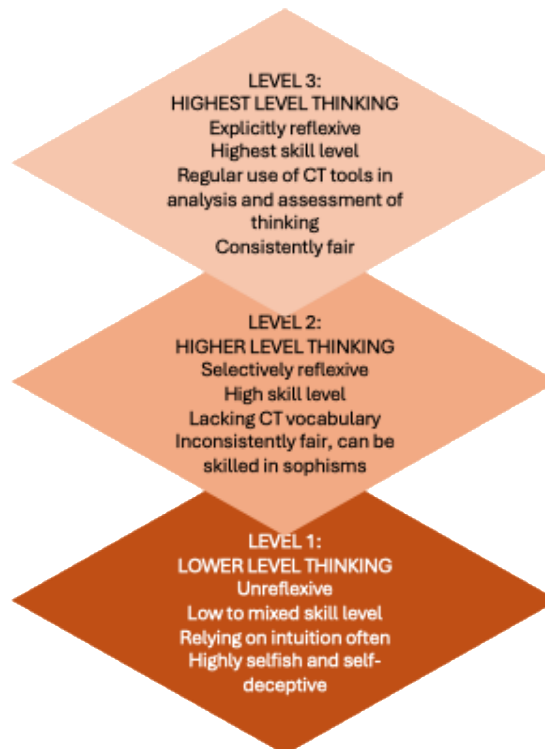 LEVEL 3:
HIGHEST LEVEL THINKING
Explicitly reflexive
Highest skill level
Regular use of CT tools in
analysis and assessment of
thinking
Consistently fair
LEVEL 2:
HIGHER LEVEL THINKING
Selectively reflexive
High skill level
Lacking CT vocabulary
Inconsistently fair, can be
skilled in sophisms
LEVEL 1:
LOWER LEVEL THINKING
Unreflexive
Low to mixed skill level
Relying on intuition often
Highly selfish and self-
deceptive